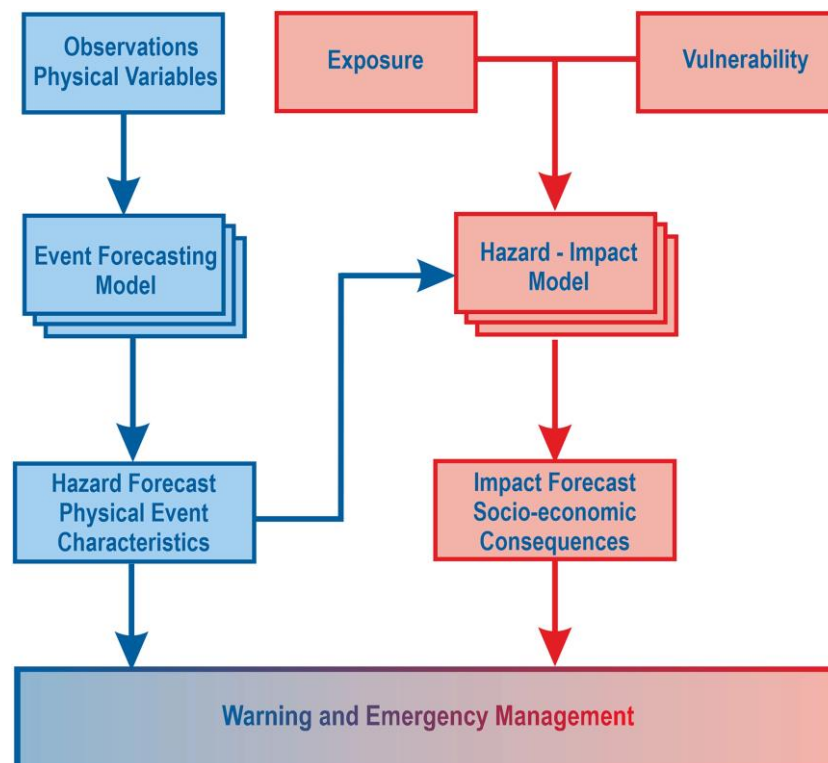 Observations
Physical Variables
Exposure
Vulnerability
Event Forecasting
Model
Hazard - Impact
Model
Hazard Forecast
Physical Event
Characteristics
Impact Forecast
Socio-economic
Consequences
Warning and Emergency Management